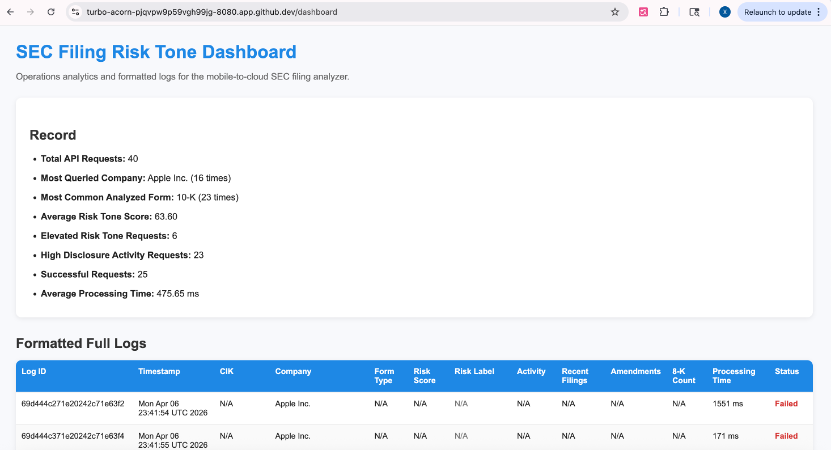 turbo-acorn-pjqvpw9p59vgh99jg-8080.app.github.dev/dashboard
Relaunch to update
SEC Filing Risk Tone Dashboard
Operations analytics and formatted logs for the mobile-to-cloud SEC filing analyzer.
Record
Total API Requests: 40
Most Queried Company: Apple Inc. (16 times)
Most Common Analyzed Form: 10-K (23 times)
Average Risk Tone Score: 63.60
Elevated Risk Tone Requests: 6
High Disclosure Activity Requests: 23
Successful Requests: 25
Average Processing Time: 475.65 ms
Formatted Full Logs
Log ID Timestamp CIK Company Form Type Risk Score Risk Label Activity Recent Filings Amendments 8-K Count Processing Time Status
69d444c271e20242c71e63f2 Mon Apr 06 23:41:54 UTC 2026 N/A Apple Inc. N/A N/A N/A N/A N/A N/A N/A 1551 ms Failed
69d444c371e20242c71e63f4 Mon Apr 06 23:41:55 UTC 2026 N/A Apple Inc. N/A N/A N/A N/A N/A N/A N/A 171 ms Failed